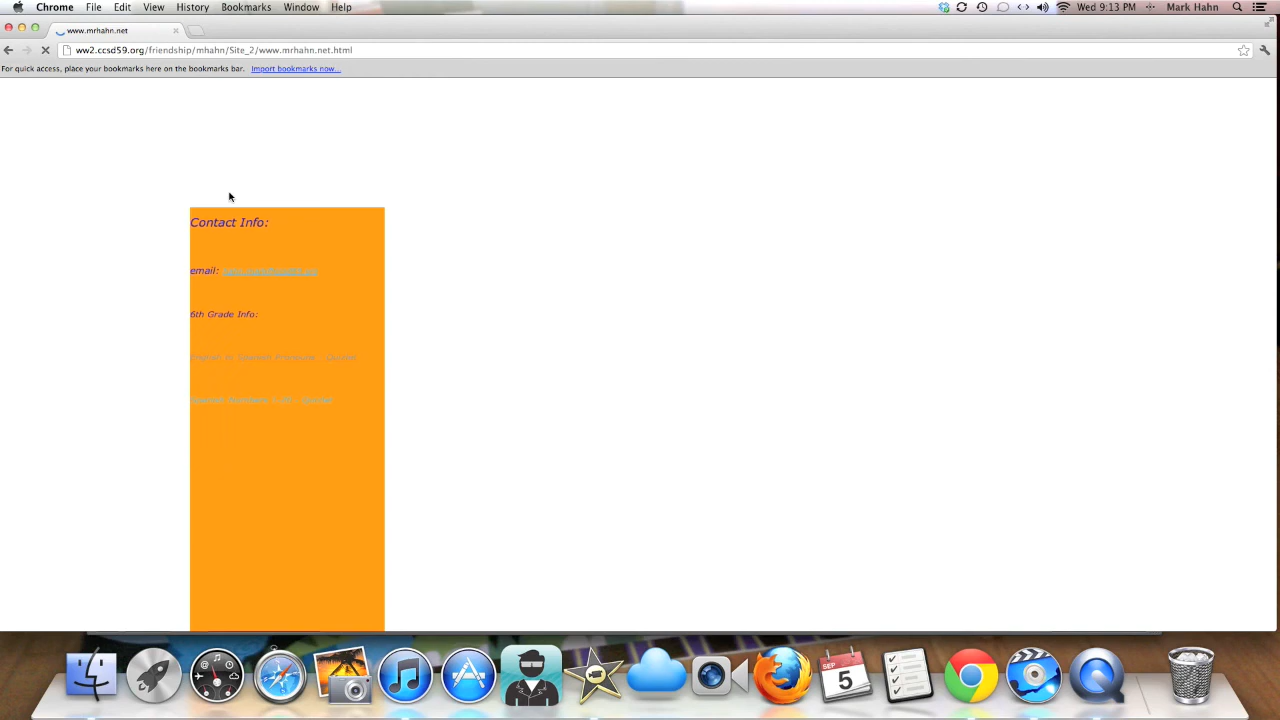 Chrome File Edit View History Bookmarks Window Help Wed 9:13 PM Mark Hahn
www.mrhahn.net
ww2.ccsd59.org/friendship/mhahn/Site_2/www.mrhahn.net.html
For quick access, place your bookmarks here on the bookmarks bar. Import bookmarks now...
Contact Info:
email:
6th Grade Info:
SEP
5